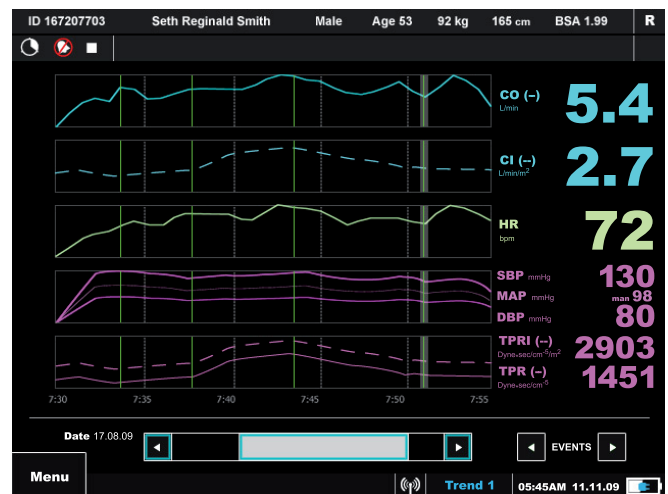 ID 167207703 Seth Reginald Smith Male Age 53 92 kg 165 cm BSA 1.99 R
CO (--) 5.4
L/min
CI (--) 2.7
L/min/m2
HR 72
bpm
SBP mmHg 130
MAP mmHg man 98
DBP mmHg 80
TPRI (--) 2903
Dyne•sec/cm-5/m2
TPR (--) 1451
Dyne•sec/cm-5
7:30 7:35 7:40 7:45 7:50 7:55
Date 17.08.09 EVENTS
Menu Trend 1 05:45AM 11.11.09